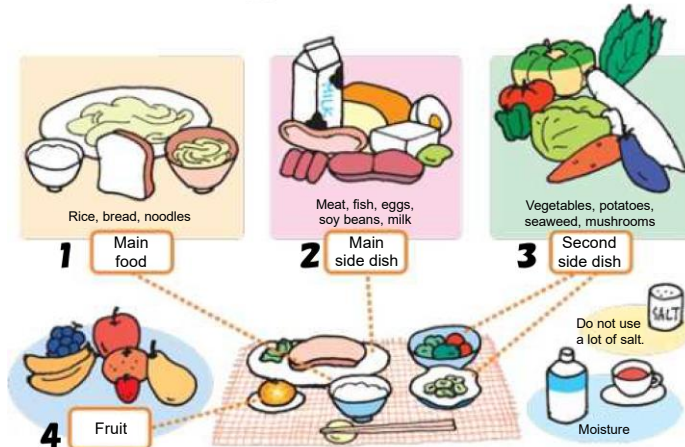 MILK
Rice, bread, noodles
Meat, fish, eggs,
soy beans, milk
Vegetables, potatoes,
seaweed, mushrooms
1
Main
food
2
Main
side dish
3
Second
side dish
SALT
Do not use
a lot of salt.
4
Fruit
Moisture